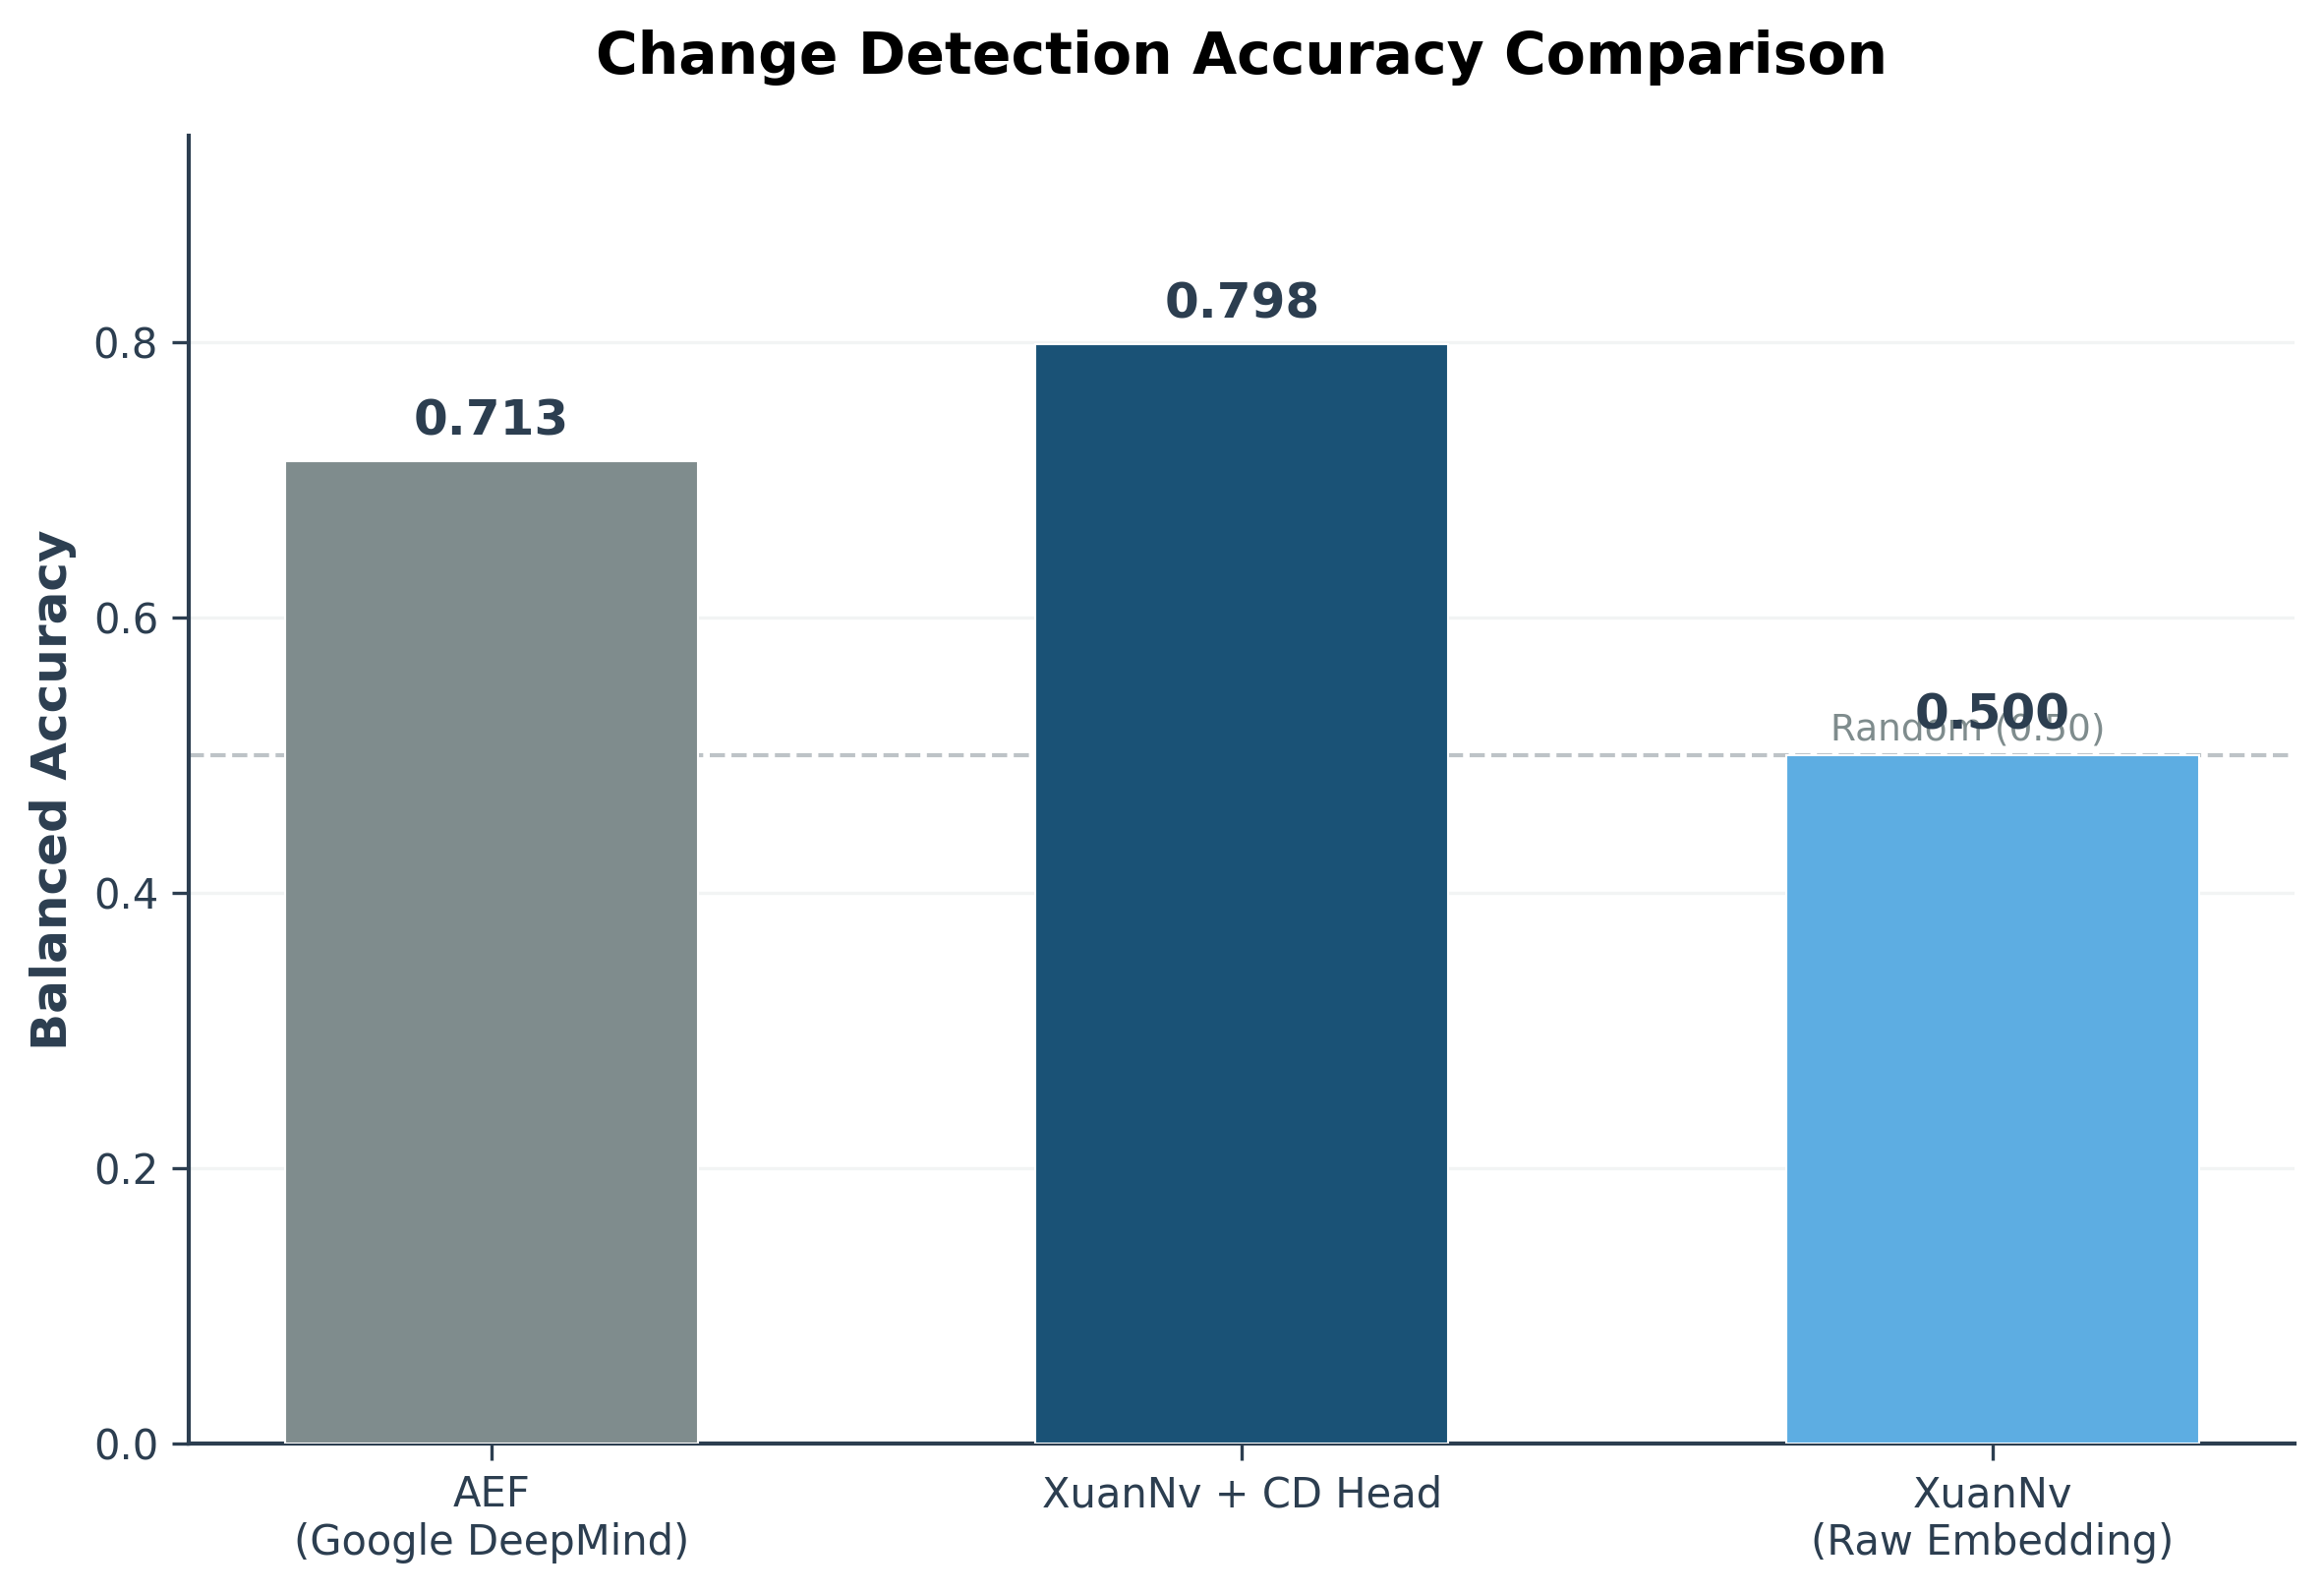 Change Detection Accuracy Comparison
Balanced Accuracy
0.8
0.6
0.4
0.2
0.0
0.713
0.798
0.500
Random (0.50)
AEF
(Google DeepMind)
XuanNv + CD Head
XuanNv
(Raw Embedding)